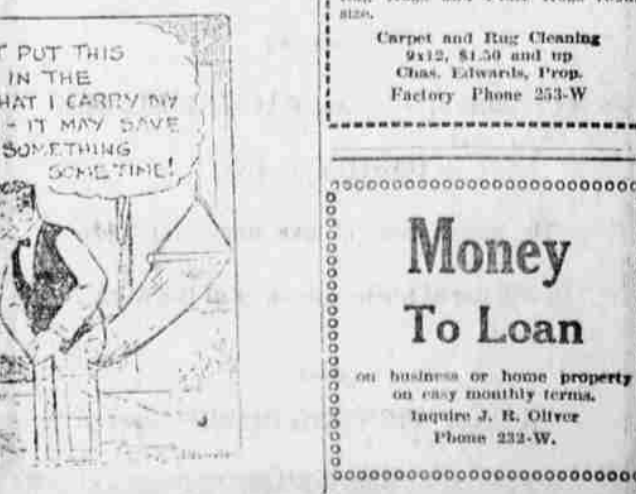 T PUT THIS
IN THE
HAT I CARRY MY
- IT MAY SAVE
SOMETHING
SOMETIME!
size.
Carpet and Rug Cleaning
9x12, $1.50 and up
Chas. Edwards, Prop.
Factory Phone 253-W
Money
To Loan
on business or home property
on easy monthly terms.
Inquire J. R. Oliver
Phone 232-W.